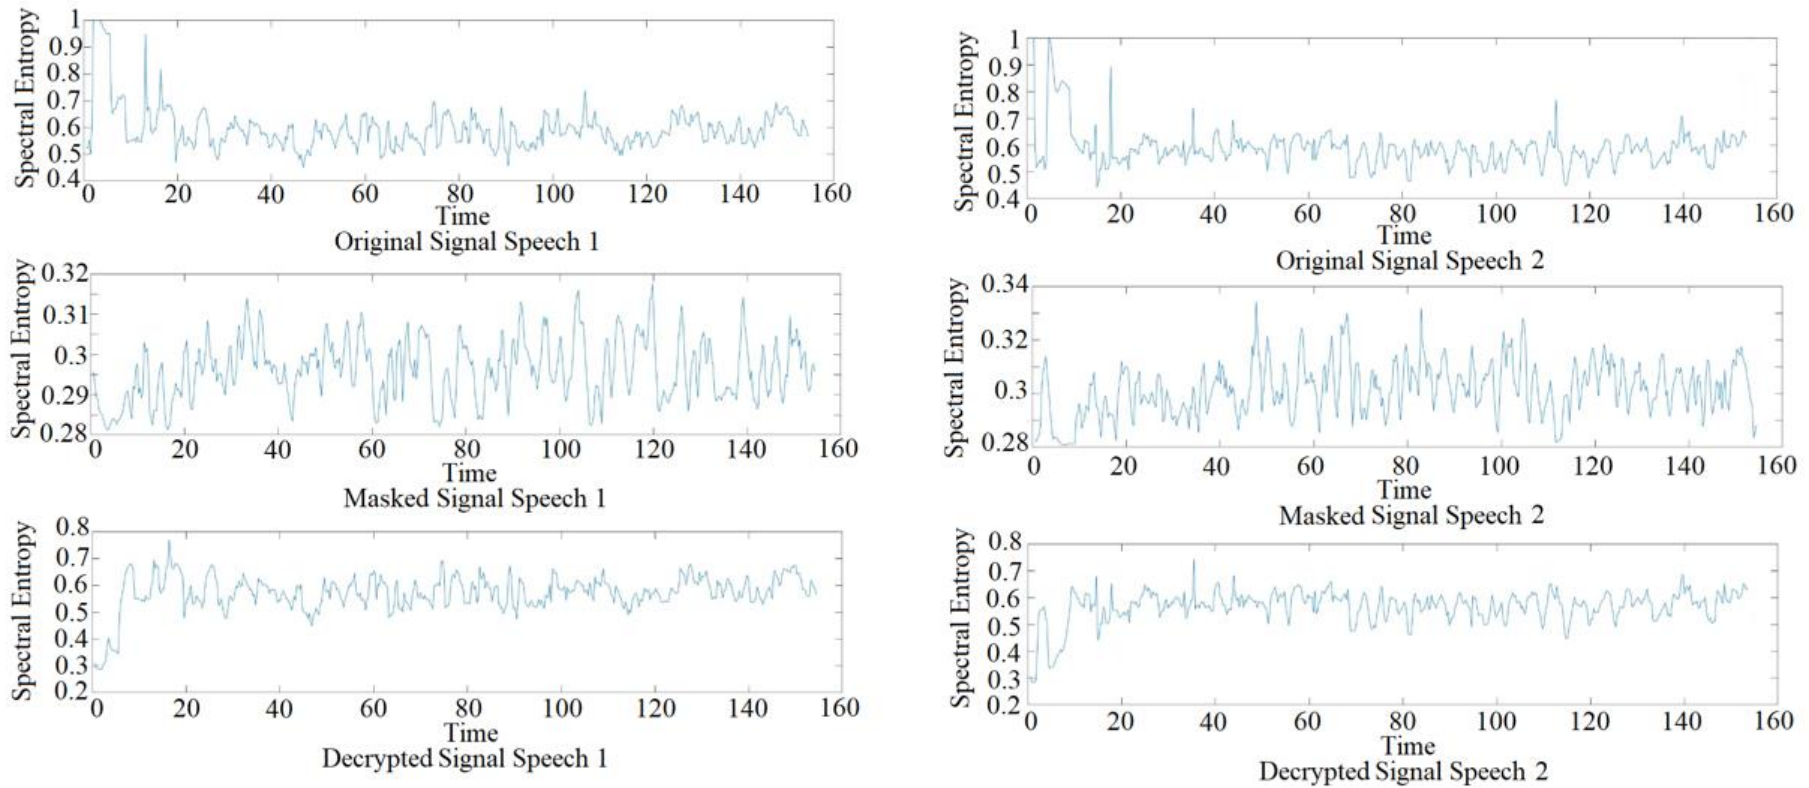 Spectral Entropy
1
0.9
0.8
0.7
0.6
0.5
0.4
0 20 40 60 80 100 120 140 160
Time
Original Signal Speech 1
Spectral Entropy
0.32
0.31
0.3
0.29
0.28
0 20 40 60 80 100 120 140 160
Time
Masked Signal Speech 1
Spectral Entropy
0.8
0.7
0.6
0.5
0.4
0.3
0.2
0 20 40 60 80 100 120 140 160
Time
Decrypted Signal Speech 1
Spectral Entropy
1
0.9
0.8
0.7
0.6
0.5
0.4
0 20 40 60 80 100 120 140 160
Time
Original Signal Speech 2
Spectral Entropy
0.34
0.32
0.3
0.28
0 20 40 60 80 100 120 140 160
Time
Masked Signal Speech 2
Spectral Entropy
0.8
0.7
0.6
0.5
0.4
0.3
0.2
0 20 40 60 80 100 120 140 160
Time
Decrypted Signal Speech 2